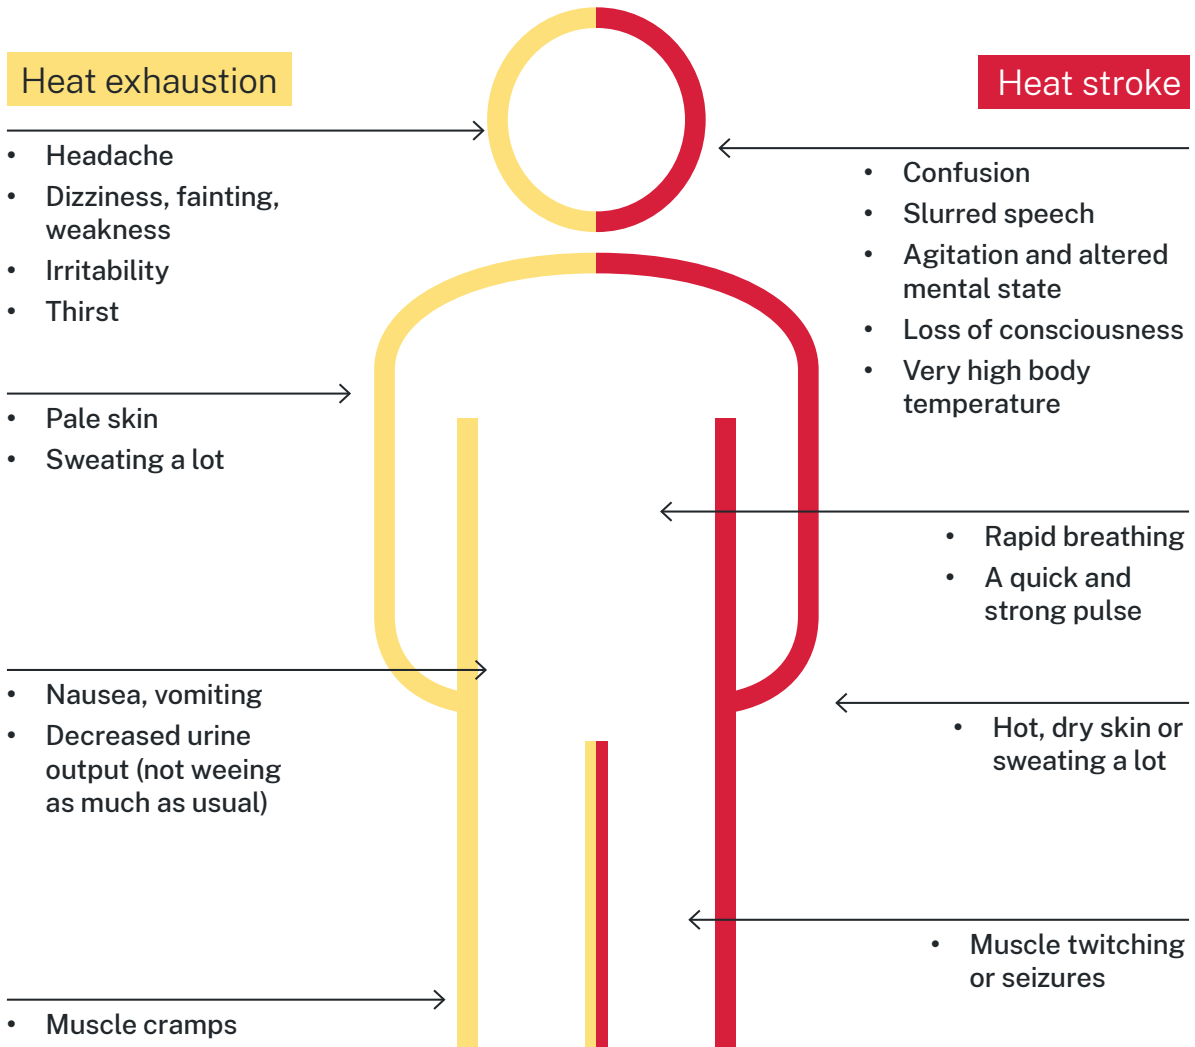 Heat exhaustion
• Headache
• Dizziness, fainting,
weakness
• Irritability
• Thirst
• Pale skin
• Sweating a lot
• Nausea, vomiting
• Decreased urine
output (not weeing
as much as usual)
• Muscle cramps
Heat stroke
• Confusion
• Slurred speech
• Agitation and altered
mental state
• Loss of consciousness
• Very high body
temperature
• Rapid breathing
• A quick and
strong pulse
• Hot, dry skin or
sweating a lot
• Muscle twitching
or seizures